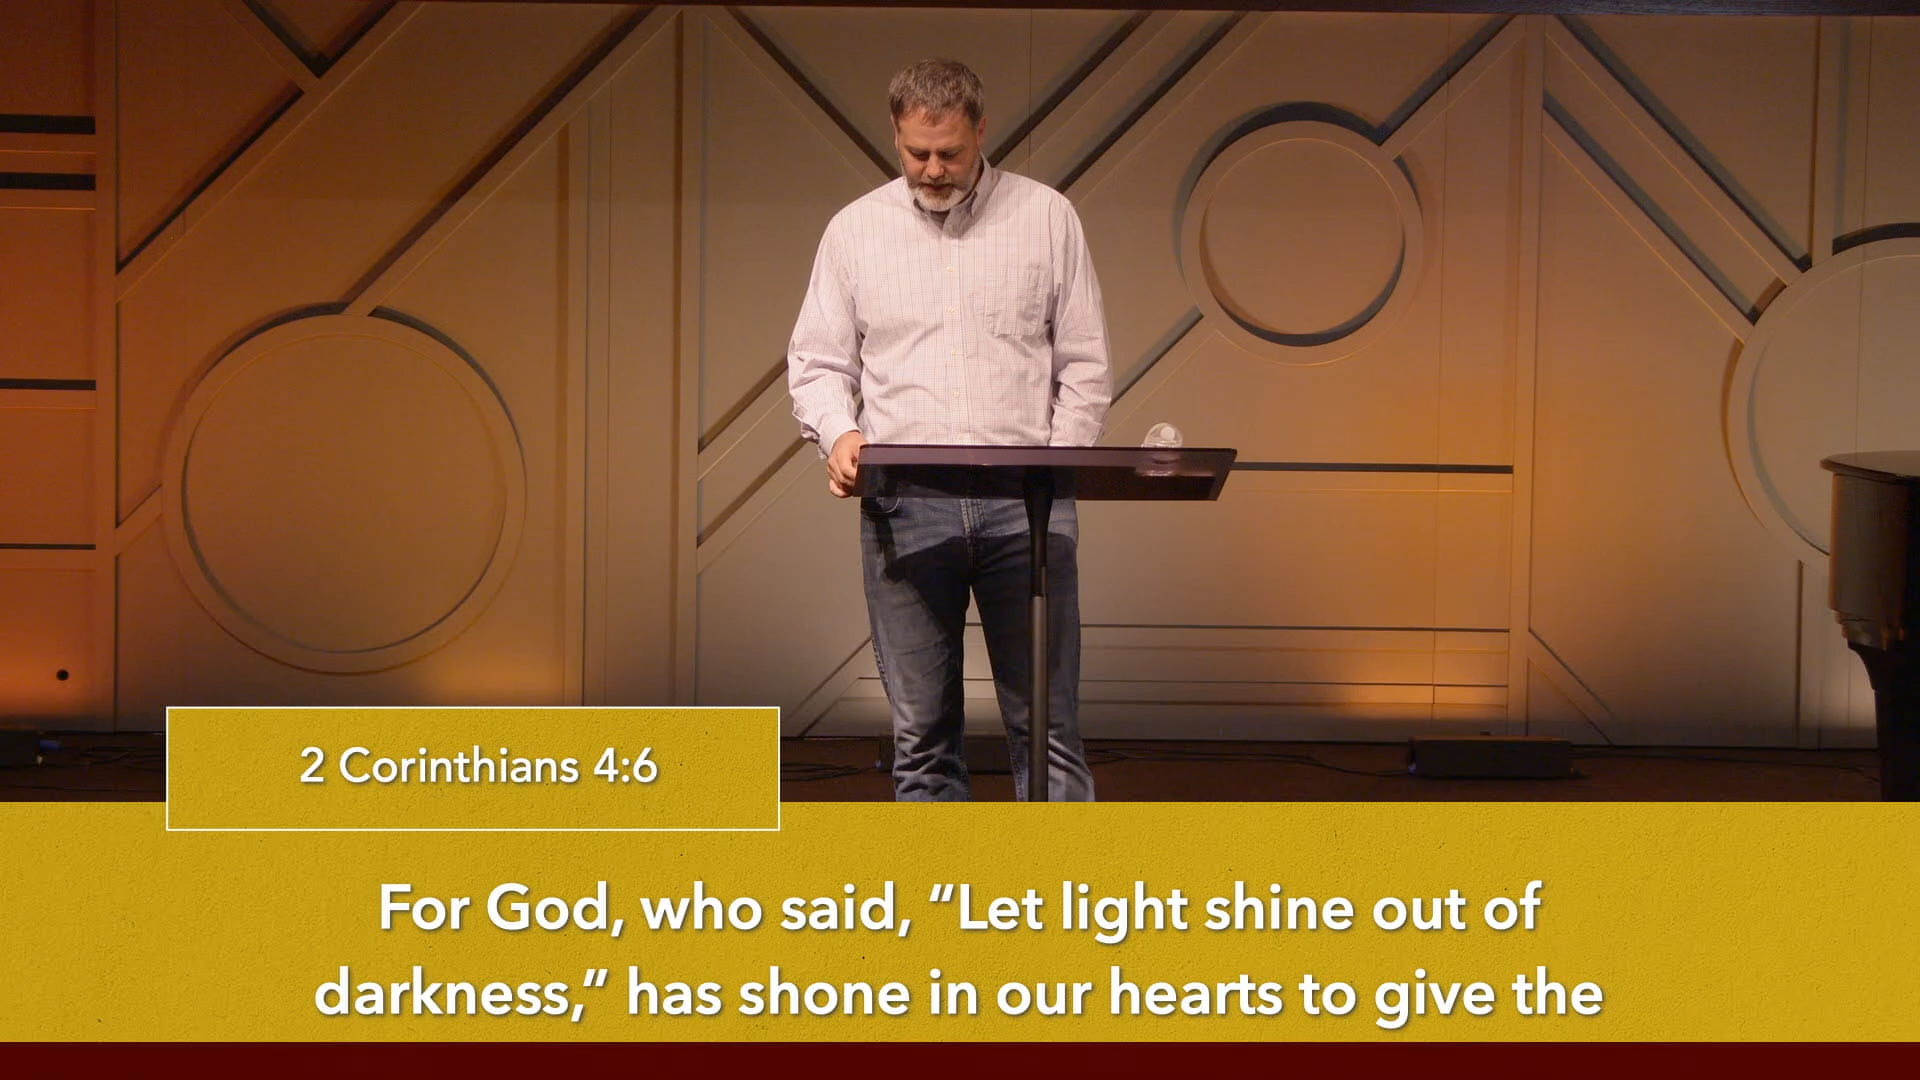 2 Corinthians 4:6
For God, who said, “Let light shine out of
darkness,” has shone in our hearts to give the